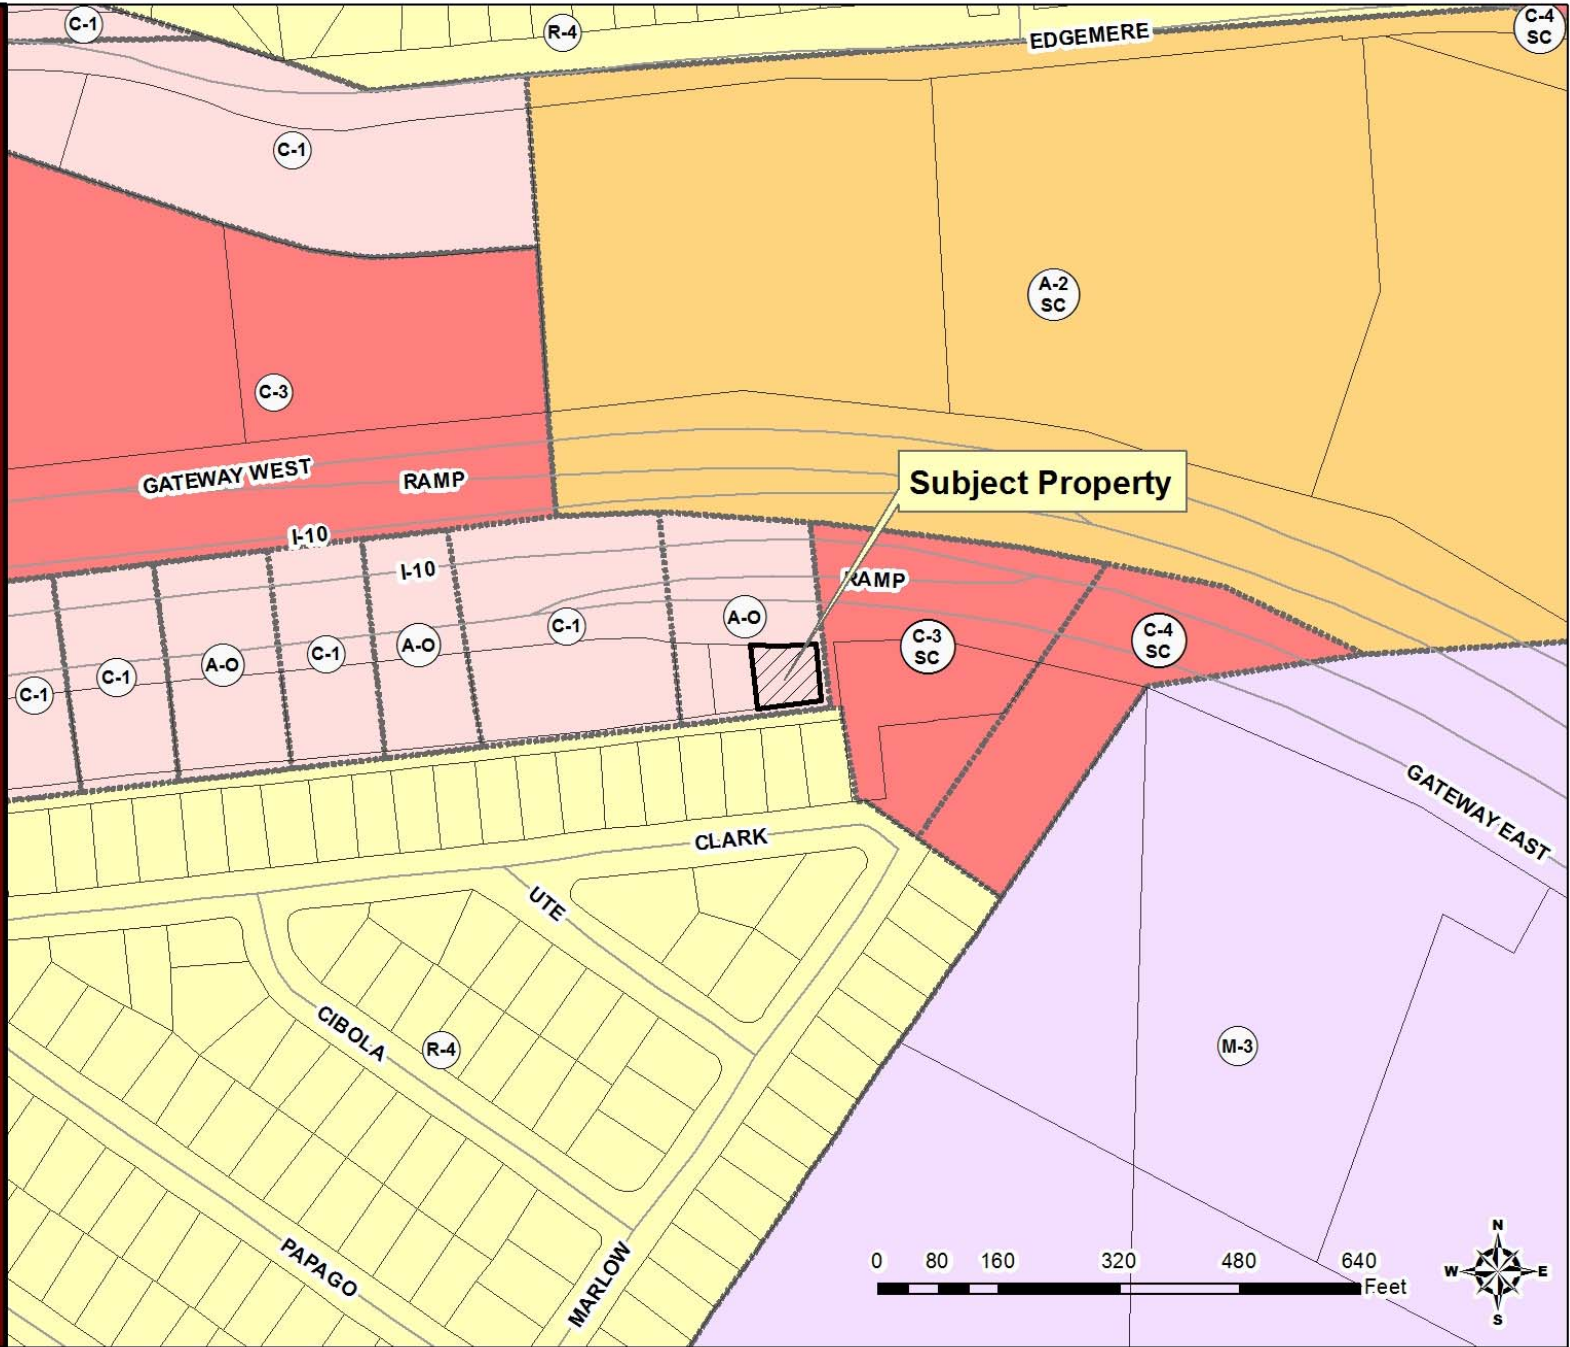 C-1
R-4
EDGEMERE
C-4
SC
C-1
A-2
SC
C-3
GATEWAY WEST
RAMP
Subject Property
I-10
I-10
RAMP
C-1
C-1
A-O
C-1
A-O
C-1
A-O
C-3
SC
C-4
SC
GATEWAY EAST
CLARK
UTE
CIBOLA
R-4
M-3
PAPAGO
MARLOW
0 80 160 320 480 640
Feet
N
W E
S